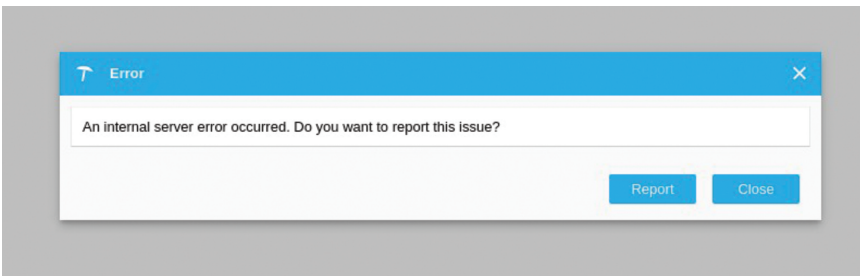 Error
An internal server error occurred. Do you want to report this issue?
Report Close